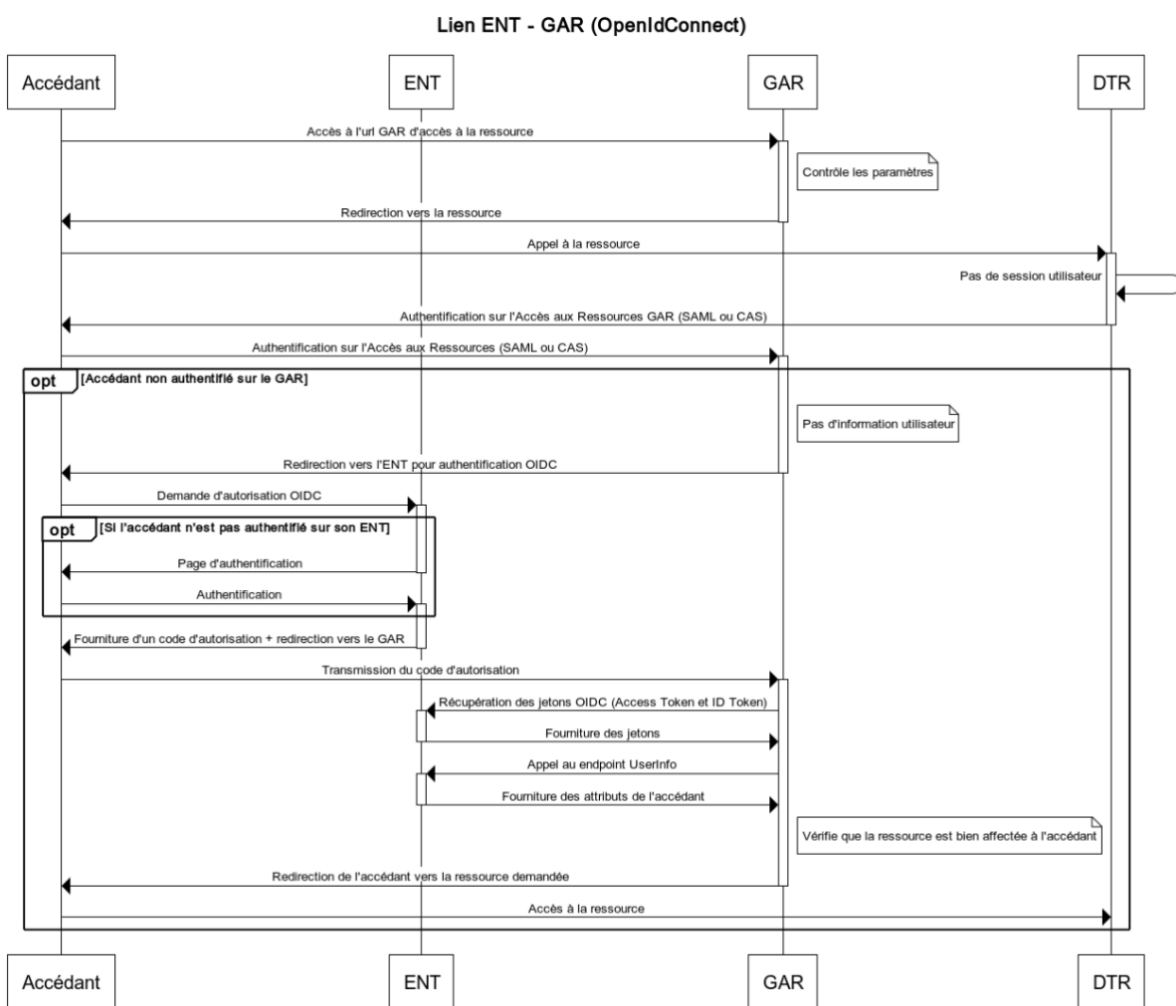 Lien ENT - GAR (OpenIdConnect)
Accédant
ENT
GAR
DTR
Accès à l'url GAR d'accès à la ressource
Contrôle les paramètres
Redirection vers la ressource
Appel à la ressource
Pas de session utilisateur
Authentification sur l'Accès aux Ressources GAR (SAML ou CAS)
Authentification sur l'Accès aux Ressources (SAML ou CAS)
opt [Accédant non authentifié sur le GAR]
Pas d'information utilisateur
Redirection vers l'ENT pour authentification OIDC
Demande d'autorisation OIDC
opt [Si l'accédant n'est pas authentifié sur son ENT]
Page d'authentification
Authentification
Fourniture d'un code d'autorisation + redirection vers le GAR
Transmission du code d'autorisation
Récupération des jetons OIDC (Access Token et ID Token)
Fourniture des jetons
Appel au endpoint UserInfo
Fourniture des attributs de l'accédant
Vérifie que la ressource est bien affectée à l'accédant
Redirection de l'accédant vers la ressource demandée
Accès à la ressource
Accédant
ENT
GAR
DTR